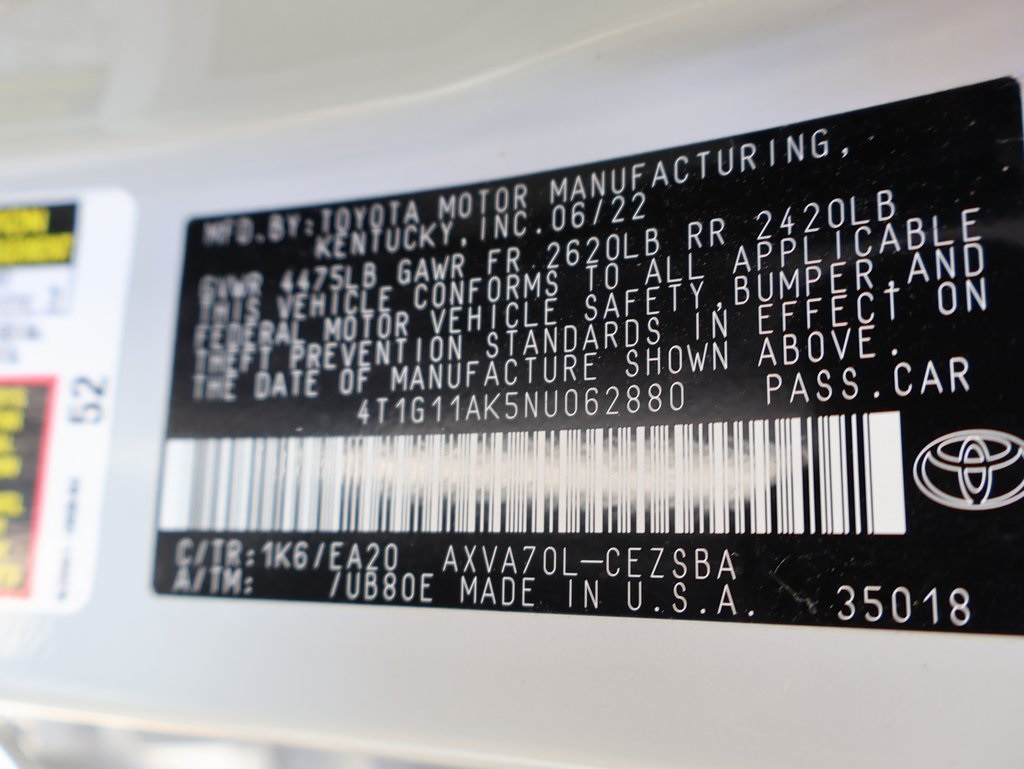 MFD.BY:TOYOTA MOTOR MANUFACTURING,
KENTUCKY,INC.06/22
GVWR 4475LB GAWR FR 2620LB RR 2420LB
THIS VEHICLE CONFORMS TO ALL APPLICABLE
FEDERAL MOTOR VEHICLE SAFETY,BUMPER,AND
THEFT PREVENTION STANDARDS IN EFFECT ON
THE DATE OF MANUFACTURE SHOWN ABOVE.
4T1G11AK5NU062880 PASS.CAR
C/TR:1K6/EA20 AXVA70L-CEZSBA
A/TM: /UB80E MADE IN U.S.A. 35018
52